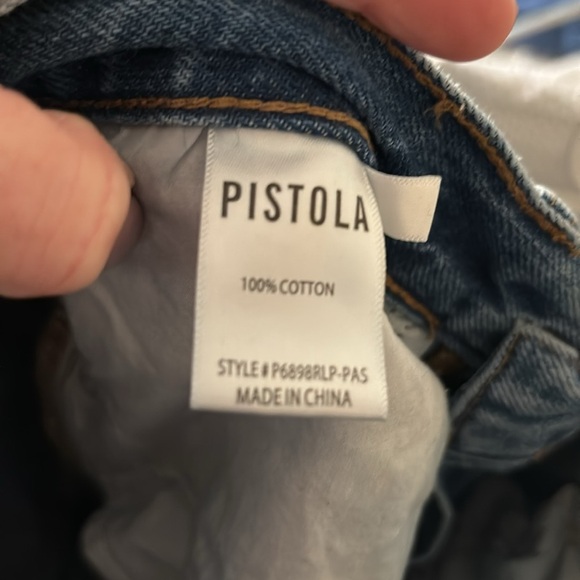 PISTOLA
100% COTTON
STYLE # P6898RLP-PAS
MADE IN CHINA